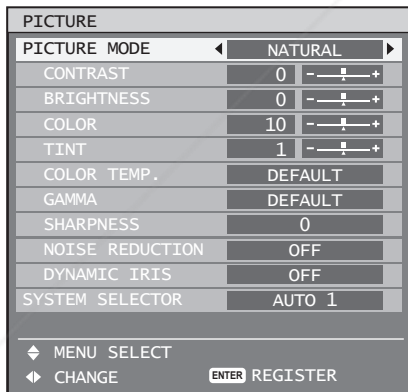 PICTURE
PICTURE MODE NATURAL
CONTRAST 0 - +
BRIGHTNESS 0 - +
COLOR 10 - +
TINT 1 - +
COLOR TEMP. DEFAULT
GAMMA DEFAULT
SHARPNESS 0
NOISE REDUCTION OFF
DYNAMIC IRIS OFF
SYSTEM SELECTOR AUTO 1
MENU SELECT
CHANGE ENTER REGISTER